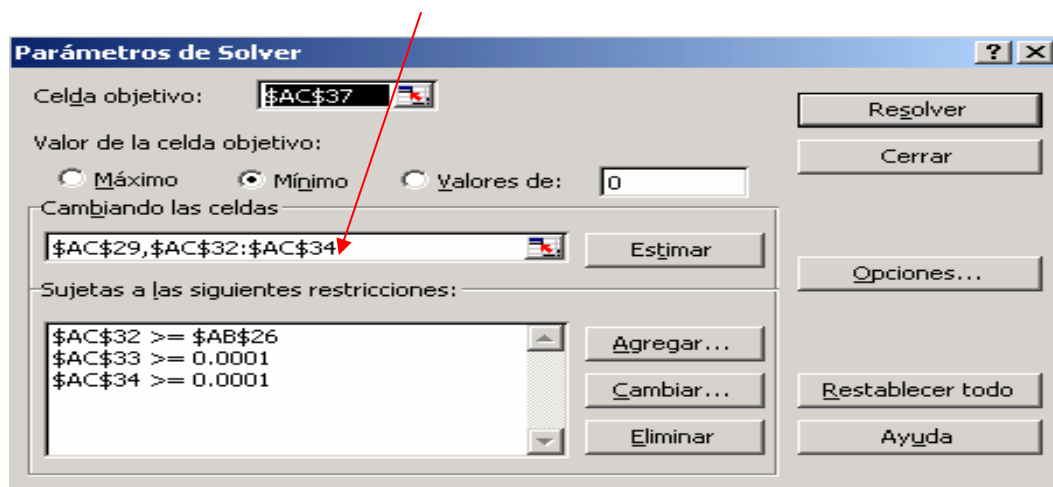 Parámetros de Solver
Celda objetivo: $AC$37
Resolver
Valor de la celda objetivo:
Cerrar
Máximo Mínimo Valores de: 0
Cambiando las celdas
$AC$29,$AC$32:$AC$34
Estimar
Opciones...
Sujetas a las siguientes restricciones:
$AC$32 >= $AB$26
$AC$33 >= 0.0001
$AC$34 >= 0.0001
Agregar...
Cambiar...
Restablecer todo
Eliminar
Ayuda